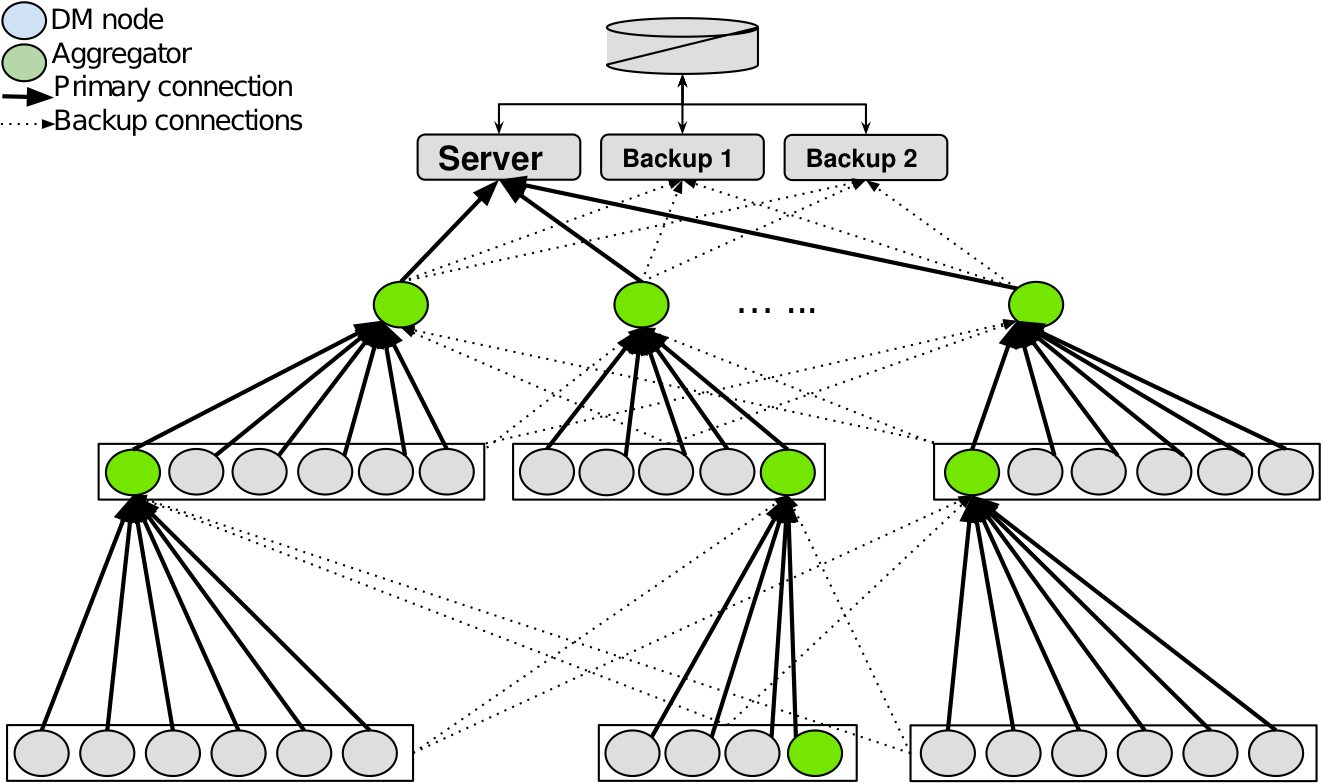 DM node
Aggregator
Primary connection
Backup connections
Server
Backup 1
Backup 2
... ...